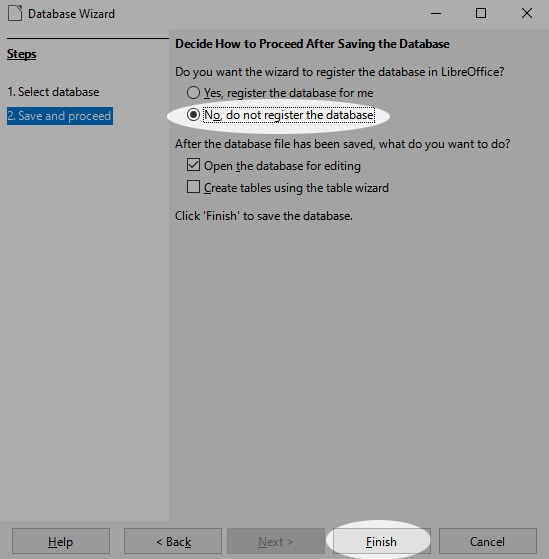 Database Wizard
Steps
1. Select database
2. Save and proceed
Decide How to Proceed After Saving the Database
Do you want the wizard to register the database in LibreOffice?
Yes, register the database for me
No, do not register the database
After the database file has been saved, what do you want to do?
Open the database for editing
Create tables using the table wizard
Click 'Finish' to save the database.
Help
< Back
Next >
Finish
Cancel